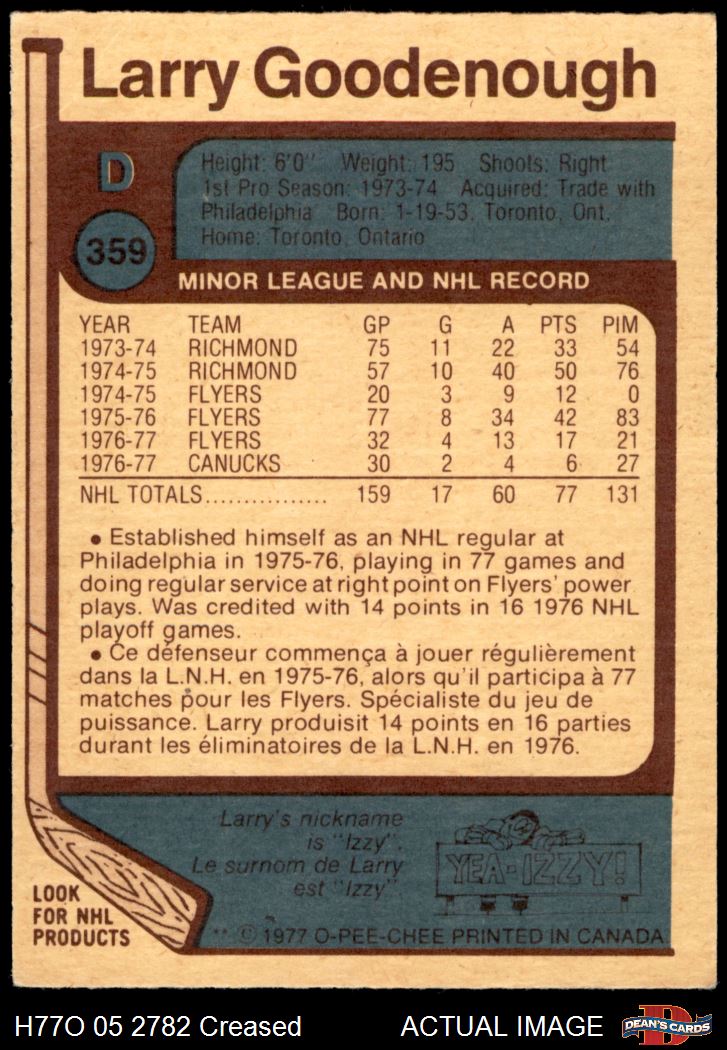 Larry Goodenough
D
Height: 6'0" Weight: 195 Shoots: Right
1st Pro Season: 1973-74 Acquired: Trade with
Philadelphia Born: 1-19-53, Toronto, Ont.
Home: Toronto, Ontario
359
MINOR LEAGUE AND NHL RECORD
YEAR TEAM GP G A PTS PIM
1973-74 RICHMOND 75 11 22 33 54
1974-75 RICHMOND 57 10 40 50 76
1974-75 FLYERS 20 3 9 12 0
1975-76 FLYERS 77 8 34 42 83
1976-77 FLYERS 32 4 13 17 21
1976-77 CANUCKS 30 2 4 6 27
NHL TOTALS................ 159 17 60 77 131
• Established himself as an NHL regular at
Philadelphia in 1975-76, playing in 77 games and
doing regular service at right point on Flyers' power
plays. Was credited with 14 points in 16 1976 NHL
playoff games.
• Ce défenseur commença à jouer régulièrement
dans la L.N.H. en 1975-76, alors qu'il participa à 77
matches pour les Flyers. Spécialiste du jeu de
puissance. Larry produisit 14 points en 16 parties
durant les éliminatoires de la L.N.H. en 1976.
Larry's nickname
is "Izzy".
Le surnom de Larry
est "Izzy"
YEA-IZZY!
LOOK
FOR NHL
PRODUCTS
** © 1977 O-PEE-CHEE PRINTED IN CANADA
H77O 05 2782 Creased ACTUAL IMAGE
D
DEAN'S CARDS